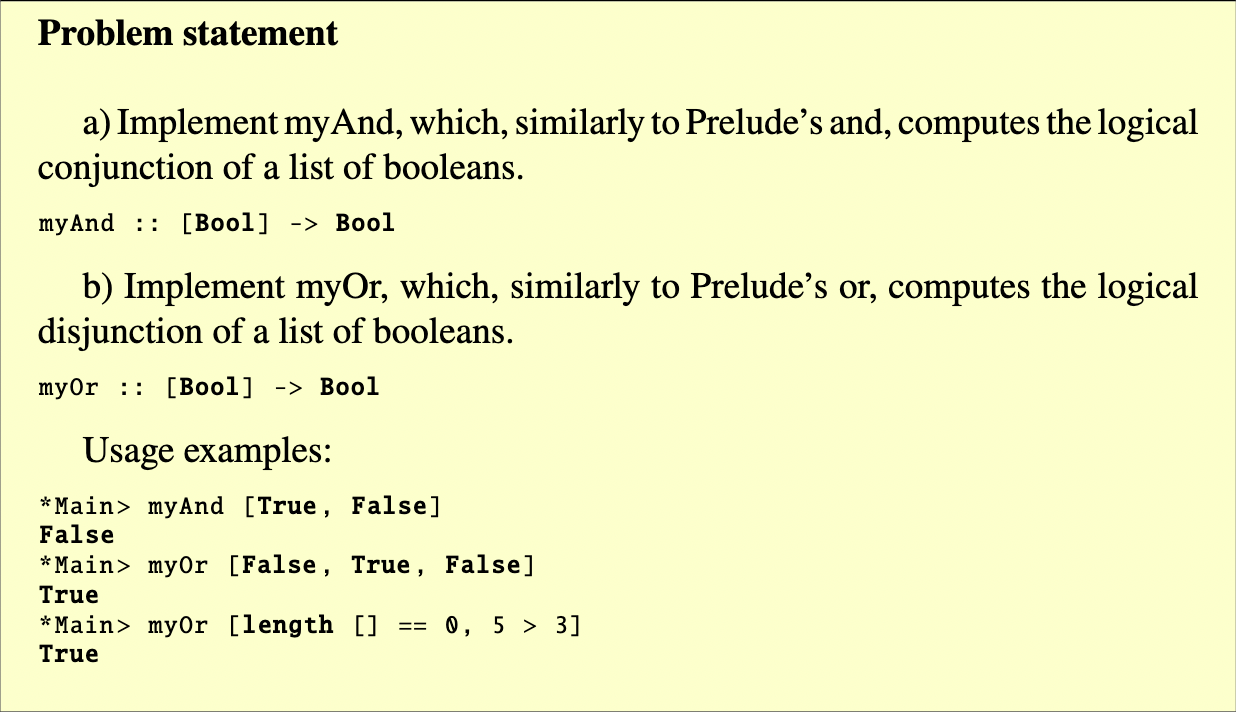 Problem statement
a) Implement myAnd, which, similarly to Prelude’s and, computes the logical
conjunction of a list of booleans.
myAnd :: [Bool] -> Bool
b) Implement myOr, which, similarly to Prelude’s or, computes the logical
disjunction of a list of booleans.
myOr :: [Bool] -> Bool
Usage examples:
*Main> myAnd [True, False]
False
*Main> myOr [False, True, False]
True
*Main> myOr [length [] == 0, 5 > 3]
True